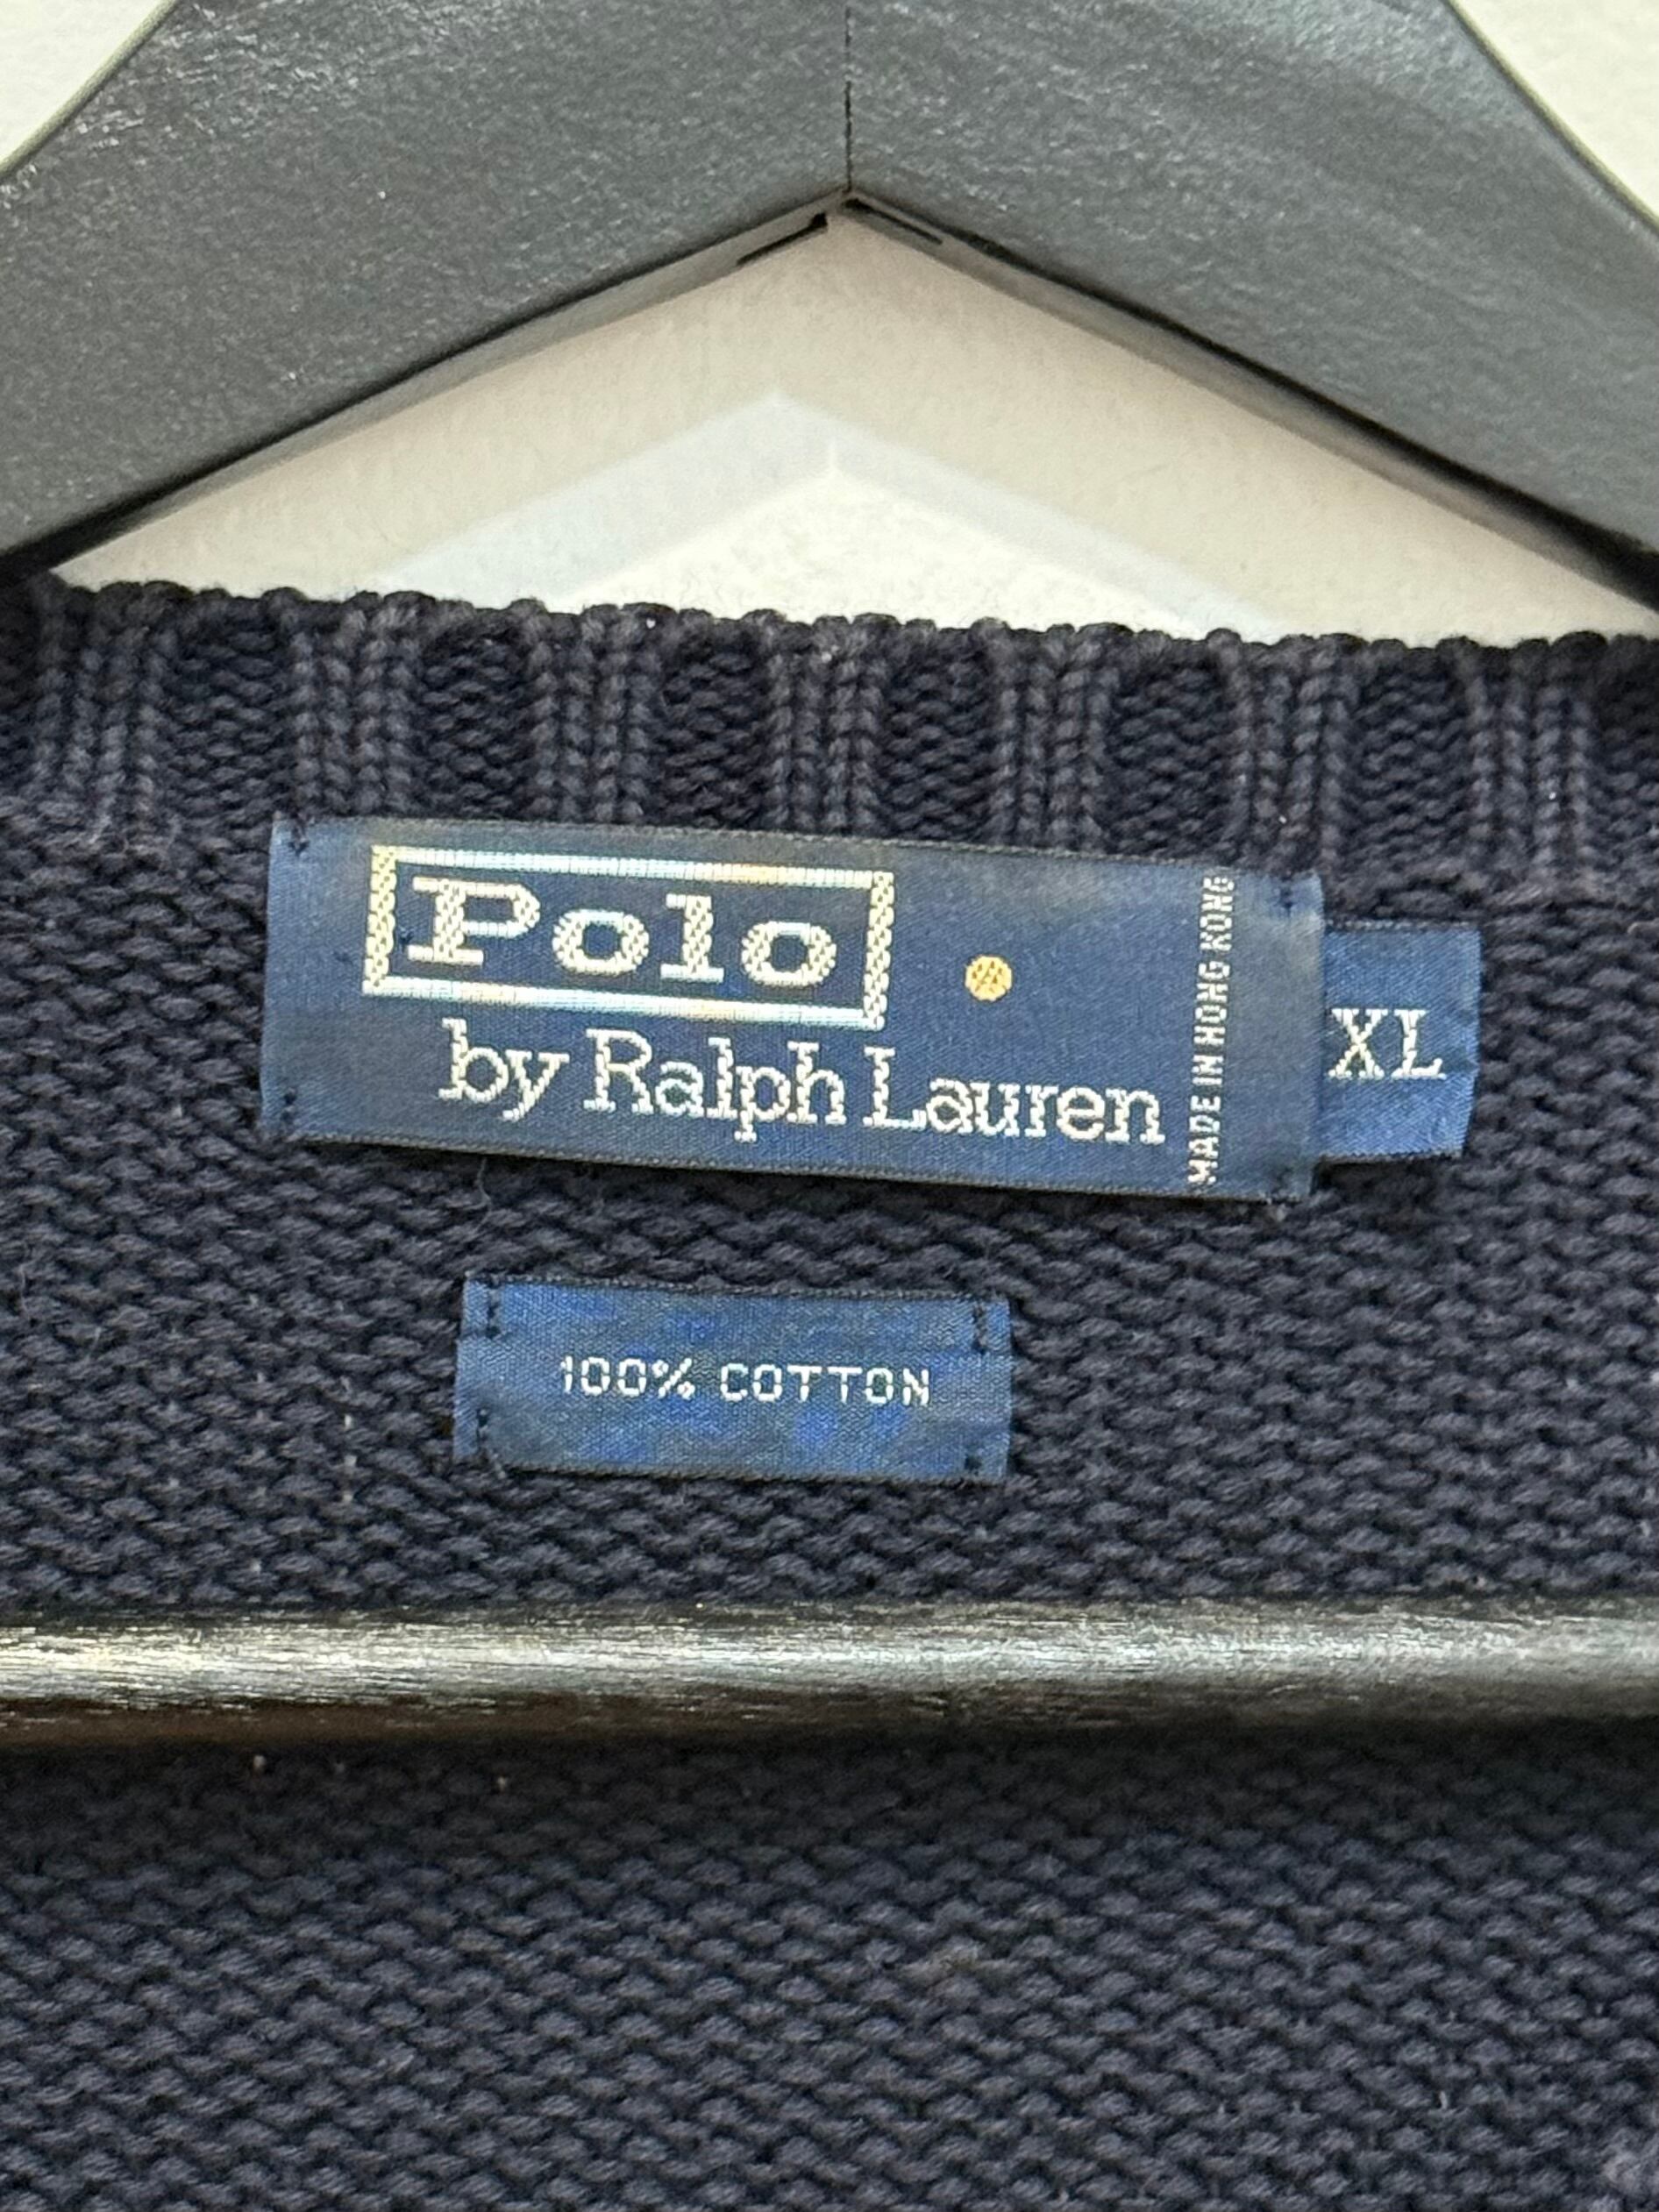 Polo
by Ralph Lauren
MADE IN HONG KONG
XL
100% COTTON